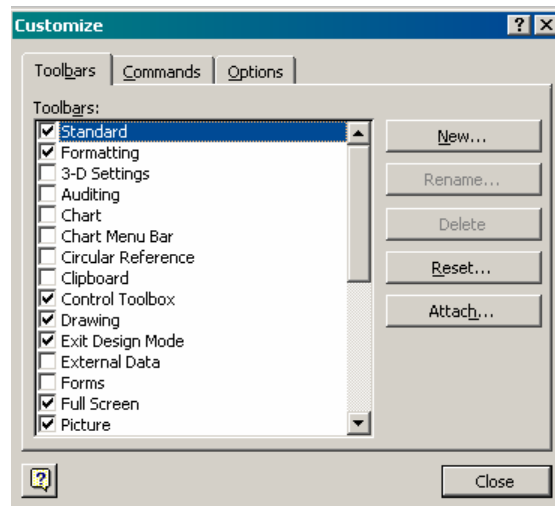 Customize
Toolbars Commands Options
Toolbars:
Standard
Formatting
3-D Settings
Auditing
Chart
Chart Menu Bar
Circular Reference
Clipboard
Control Toolbox
Drawing
Exit Design Mode
External Data
Forms
Full Screen
Picture
New...
Rename...
Delete
Reset...
Attach...
Close